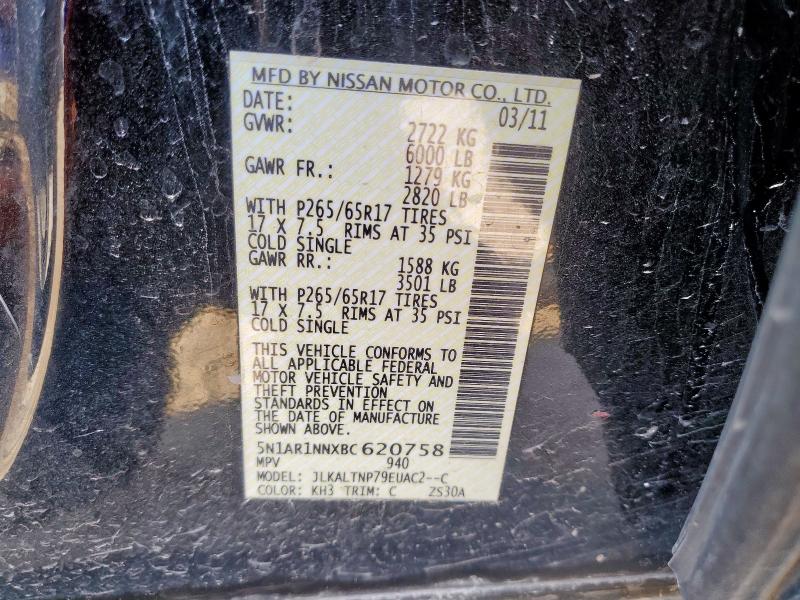 MFD BY NISSAN MOTOR CO., LTD.
DATE: 03/11
GVWR: 2722 KG
6000 LB
GAWR FR.: 1279 KG
2820 LB
WITH P265/65R17 TIRES
17 X 7.5 RIMS AT 35 PSI
COLD SINGLE
GAWR RR.: 1588 KG
3501 LB
WITH P265/65R17 TIRES
17 X 7.5 RIMS AT 35 PSI
COLD SINGLE
THIS VEHICLE CONFORMS TO
ALL APPLICABLE FEDERAL
MOTOR VEHICLE SAFETY AND
THEFT PREVENTION
STANDARDS IN EFFECT ON
THE DATE OF MANUFACTURE
SHOWN ABOVE.
5N1AR1NNXBC 620758
MPV 940
MODEL: JLKALTNP79EUAC2--C
COLOR: KH3 TRIM: C ZS30A